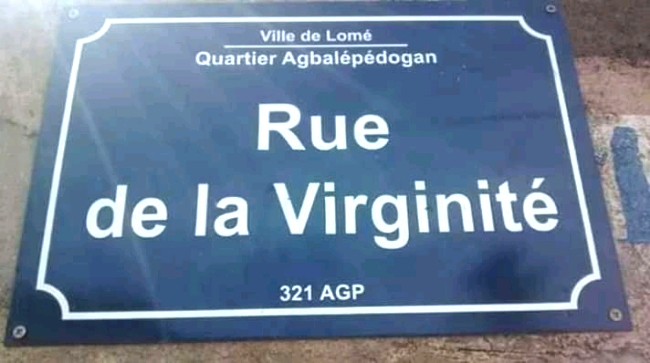 Ville de Lomé
Quartier Agbalépédogan
Rue
de la Virginité
321 AGP